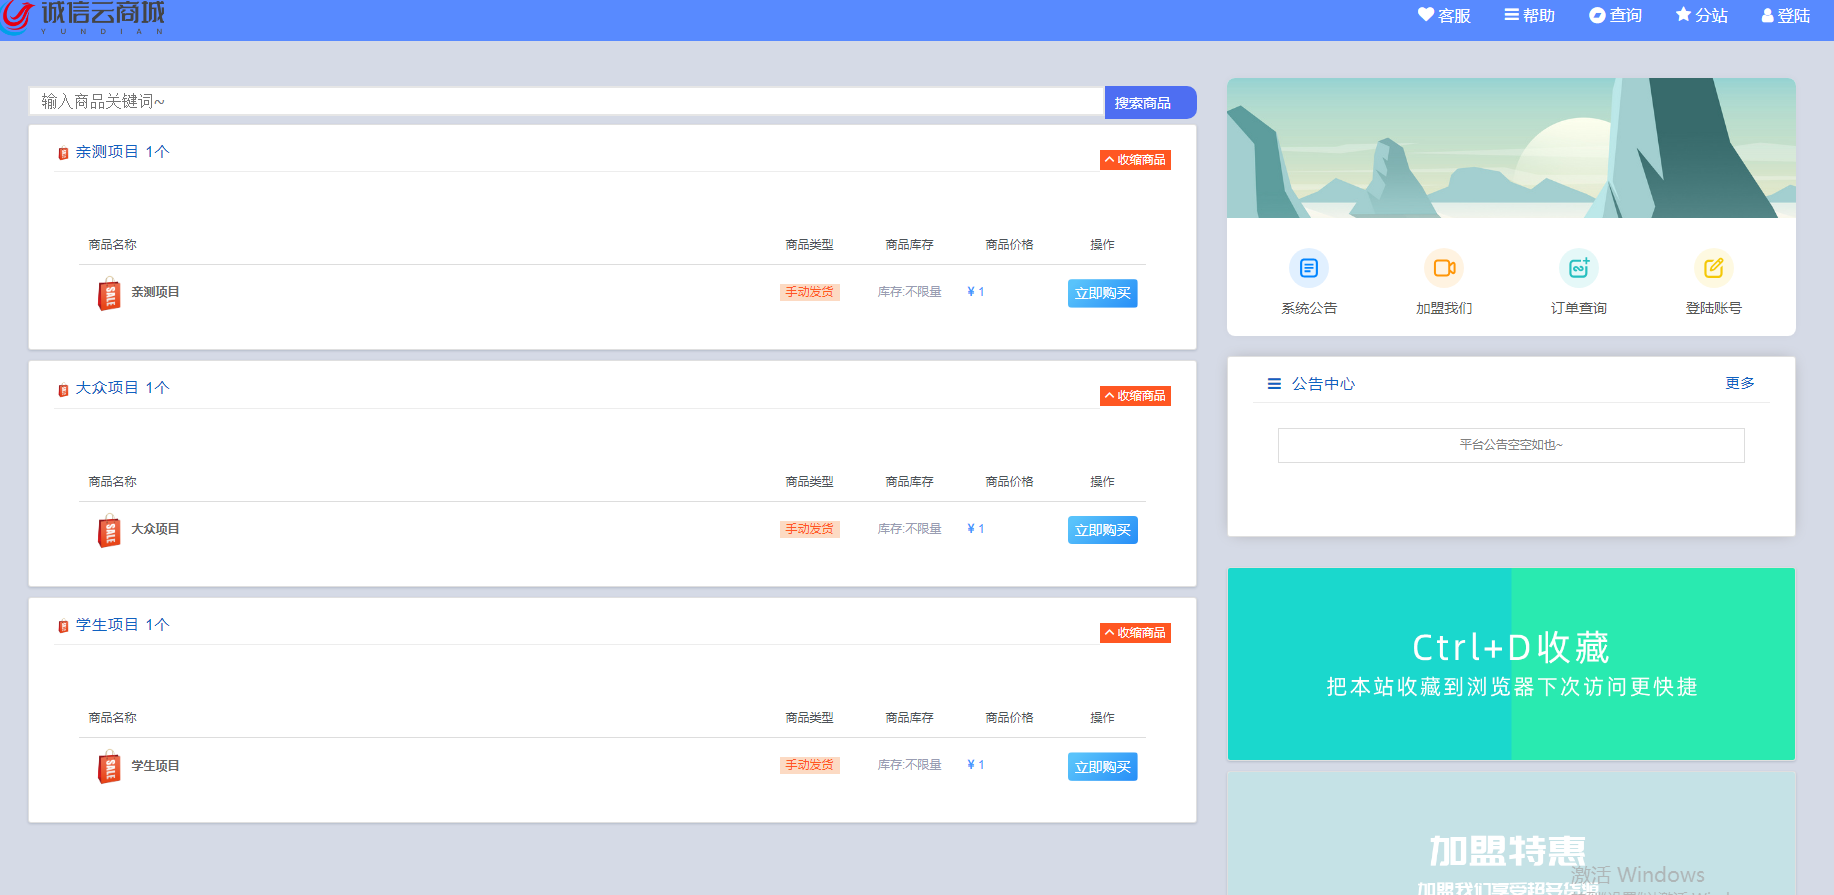 诚信云商城
YUNDIAN
客服
帮助
查询
分站
登陆
输入商品关键词~
搜索商品
亲测项目 1个
收缩商品
商品名称 商品类型 商品库存 商品价格 操作
SALE
亲测项目 手动发货 库存:不限量 ¥ 1 立即购买
大众项目 1个
收缩商品
商品名称 商品类型 商品库存 商品价格 操作
SALE
大众项目 手动发货 库存:不限量 ¥ 1 立即购买
学生项目 1个
收缩商品
商品名称 商品类型 商品库存 商品价格 操作
SALE
学生项目 手动发货 库存:不限量 ¥ 1 立即购买
系统公告
加盟我们
订单查询
登陆账号
公告中心
更多
平台公告空空如也~
Ctrl+D收藏
把本站收藏到浏览器下次访问更快捷
加盟特惠
激活 Windows
加盟我们享受超多